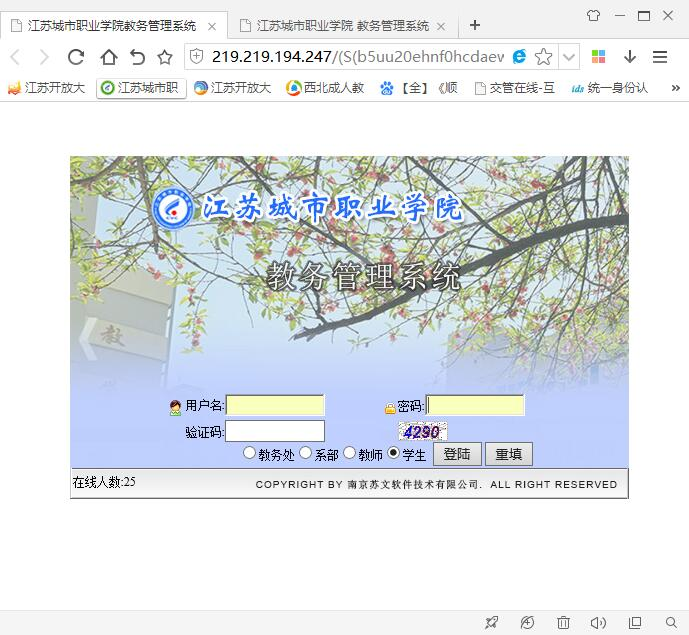 江苏城市职业学院教务管理系统
江苏城市职业学院 教务管理系统
219.219.194.247/(S(b5uu20ehnf0hcdaew
江苏开放大
江苏城市职
江苏开放大
西北成人教
【全】《顺
交管在线-互
ids 统一身份认
»
江苏城市职业学院
教务管理系统
教
用户名:
密码:
验证码:
4290
教务处 系部 教师 学生 登陆 重填
在线人数:25
COPYRIGHT BY 南京苏文软件技术有限公司. ALL RIGHT RESERVED